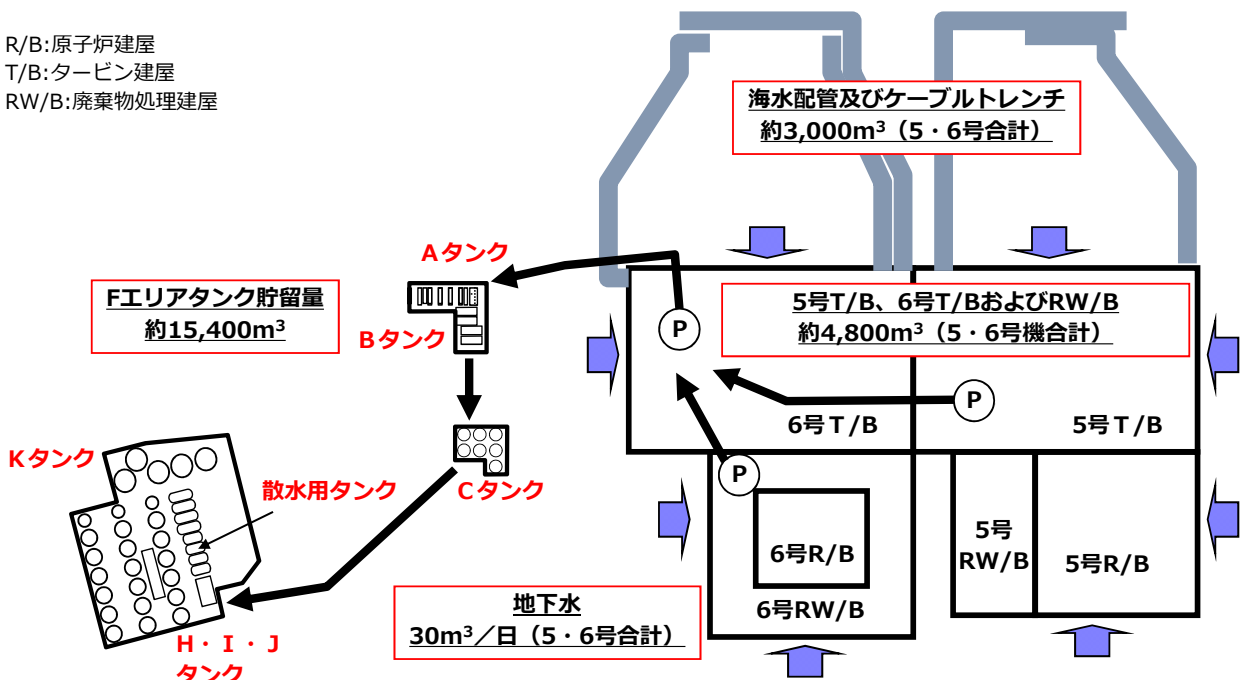 R/B:原子炉建屋
T/B:タービン建屋
RW/B:廃棄物処理建屋
海水配管及びケーブルトレンチ
約3,000m³（5・6号合計）
Aタンク
Fエリアタンク貯留量
約15,400m³
Bタンク
5号T/B、6号T/BおよびRW/B
約4,800m³（5・6号機合計）
P
P
6号T/B
5号T/B
Kタンク
散水用タンク
Cタンク
P
5号
RW/B
6号R/B
5号R/B
6号RW/B
地下水
30m³／日（5・6号合計）
H・I・J
タンク